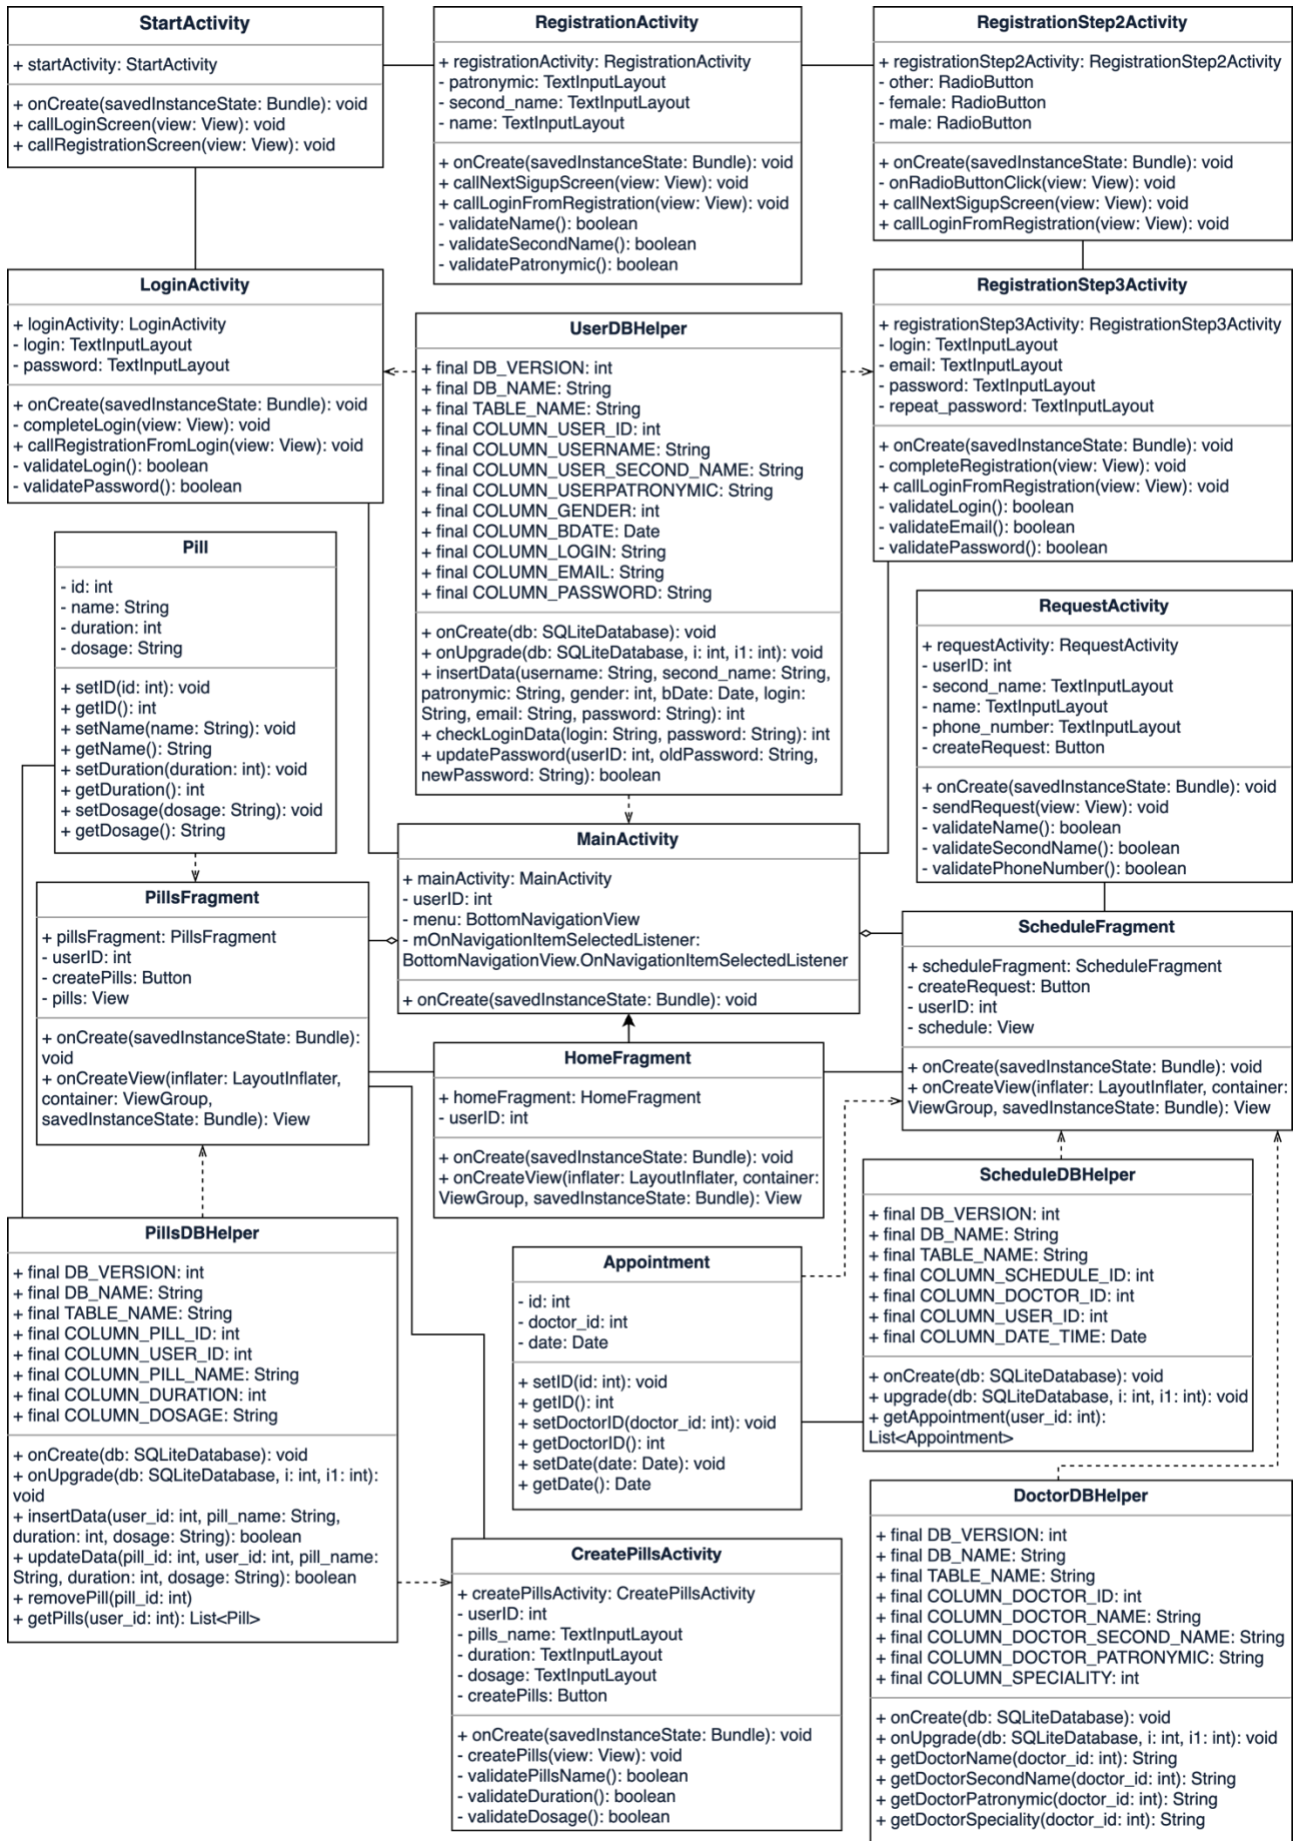 StartActivity
+ startActivity: StartActivity
+ onCreate(savedInstanceState: Bundle): void
+ callLoginScreen(view: View): void
+ callRegistrationScreen(view: View): void
RegistrationActivity
+ registrationActivity: RegistrationActivity
- patronymic: TextInputLayout
- second_name: TextInputLayout
- name: TextInputLayout
+ onCreate(savedInstanceState: Bundle): void
+ callNextSigupScreen(view: View): void
+ callLoginFromRegistration(view: View): void
- validateName(): boolean
- validateSecondName(): boolean
- validatePatronymic(): boolean
RegistrationStep2Activity
+ registrationStep2Activity: RegistrationStep2Activity
- other: RadioButton
- female: RadioButton
- male: RadioButton
+ onCreate(savedInstanceState: Bundle): void
- onRadioButtonClick(view: View): void
+ callNextSigupScreen(view: View): void
+ callLoginFromRegistration(view: View): void
LoginActivity
+ loginActivity: LoginActivity
- login: TextInputLayout
- password: TextInputLayout
+ onCreate(savedInstanceState: Bundle): void
- completeLogin(view: View): void
+ callRegistrationFromLogin(view: View): void
- validateLogin(): boolean
- validatePassword(): boolean
UserDBHelper
+ final DB_VERSION: int
+ final DB_NAME: String
+ final TABLE_NAME: String
+ final COLUMN_USER_ID: int
+ final COLUMN_USERNAME: String
+ final COLUMN_USER_SECOND_NAME: String
+ final COLUMN_USERPATRONYMIC: String
+ final COLUMN_GENDER: int
+ final COLUMN_BDATE: Date
+ final COLUMN_LOGIN: String
+ final COLUMN_EMAIL: String
+ final COLUMN_PASSWORD: String
+ onCreate(db: SQLiteDatabase): void
+ onUpgrade(db: SQLiteDatabase, i: int, i1: int): void
+ insertData(username: String, second_name: String,
patronymic: String, gender: int, bDate: Date, login:
String, email: String, password: String): int
+ checkLoginData(login: String, password: String): int
+ updatePassword(userID: int, oldPassword: String,
newPassword: String): boolean
RegistrationStep3Activity
+ registrationStep3Activity: RegistrationStep3Activity
- login: TextInputLayout
- email: TextInputLayout
- password: TextInputLayout
- repeat_password: TextInputLayout
+ onCreate(savedInstanceState: Bundle): void
- completeRegistration(view: View): void
+ callLoginFromRegistration(view: View): void
- validateLogin(): boolean
- validateEmail(): boolean
- validatePassword(): boolean
Pill
- id: int
- name: String
- duration: int
- dosage: String
+ setID(id: int): void
+ getID(): int
+ setName(name: String): void
+ getName(): String
+ setDuration(duration: int): void
+ getDuration(): int
+ setDosage(dosage: String): void
+ getDosage(): String
RequestActivity
+ requestActivity: RequestActivity
- userID: int
- second_name: TextInputLayout
- name: TextInputLayout
- phone_number: TextInputLayout
- createRequest: Button
+ onCreate(savedInstanceState: Bundle): void
- sendRequest(view: View): void
- validateName(): boolean
- validateSecondName(): boolean
- validatePhoneNumber(): boolean
MainActivity
+ mainActivity: MainActivity
- userID: int
- menu: BottomNavigationView
- mOnNavigationItemSelectedListener:
BottomNavigationView.OnNavigationItemSelectedListener
+ onCreate(savedInstanceState: Bundle): void
PillsFragment
+ pillsFragment: PillsFragment
- userID: int
- createPills: Button
- pills: View
+ onCreate(savedInstanceState: Bundle):
void
+ onCreateView(inflater: LayoutInflater,
container: ViewGroup,
savedInstanceState: Bundle): View
ScheduleFragment
+ scheduleFragment: ScheduleFragment
- createRequest: Button
- userID: int
- schedule: View
+ onCreate(savedInstanceState: Bundle): void
+ onCreateView(inflater: LayoutInflater, container:
ViewGroup, savedInstanceState: Bundle): View
HomeFragment
+ homeFragment: HomeFragment
- userID: int
+ onCreate(savedInstanceState: Bundle): void
+ onCreateView(inflater: LayoutInflater, container:
ViewGroup, savedInstanceState: Bundle): View
ScheduleDBHelper
+ final DB_VERSION: int
+ final DB_NAME: String
+ final TABLE_NAME: String
+ final COLUMN_SCHEDULE_ID: int
+ final COLUMN_DOCTOR_ID: int
+ final COLUMN_USER_ID: int
+ final COLUMN_DATE_TIME: Date
+ onCreate(db: SQLiteDatabase): void
+ upgrade(db: SQLiteDatabase, i: int, i1: int): void
+ getAppointment(user_id: int):
List<Appointment>
PillsDBHelper
+ final DB_VERSION: int
+ final DB_NAME: String
+ final TABLE_NAME: String
+ final COLUMN_PILL_ID: int
+ final COLUMN_USER_ID: int
+ final COLUMN_PILL_NAME: String
+ final COLUMN_DURATION: int
+ final COLUMN_DOSAGE: String
+ onCreate(db: SQLiteDatabase): void
+ onUpgrade(db: SQLiteDatabase, i: int, i1: int):
void
+ insertData(user_id: int, pill_name: String,
duration: int, dosage: String): boolean
+ updateData(pill_id: int, user_id: int, pill_name:
String, duration: int, dosage: String): boolean
+ removePill(pill_id: int)
+ getPills(user_id: int): List<Pill>
Appointment
- id: int
- doctor_id: int
- date: Date
+ setID(id: int): void
+ getID(): int
+ setDoctorID(doctor_id: int): void
+ getDoctorID(): int
+ setDate(date: Date): void
+ getDate(): Date
CreatePillsActivity
+ createPillsActivity: CreatePillsActivity
- userID: int
- pills_name: TextInputLayout
- duration: TextInputLayout
- dosage: TextInputLayout
- createPills: Button
+ onCreate(savedInstanceState: Bundle): void
- createPills(view: View): void
- validatePillsName(): boolean
- validateDuration(): boolean
- validateDosage(): boolean
DoctorDBHelper
+ final DB_VERSION: int
+ final DB_NAME: String
+ final TABLE_NAME: String
+ final COLUMN_DOCTOR_ID: int
+ final COLUMN_DOCTOR_NAME: String
+ final COLUMN_DOCTOR_SECOND_NAME: String
+ final COLUMN_DOCTOR_PATRONYMIC: String
+ final COLUMN_SPECIALITY: int
+ onCreate(db: SQLiteDatabase): void
+ onUpgrade(db: SQLiteDatabase, i: int, i1: int): void
+ getDoctorName(doctor_id: int): String
+ getDoctorSecondName(doctor_id: int): String
+ getDoctorPatronymic(doctor_id: int): String
+ getDoctorSpeciality(doctor_id: int): String